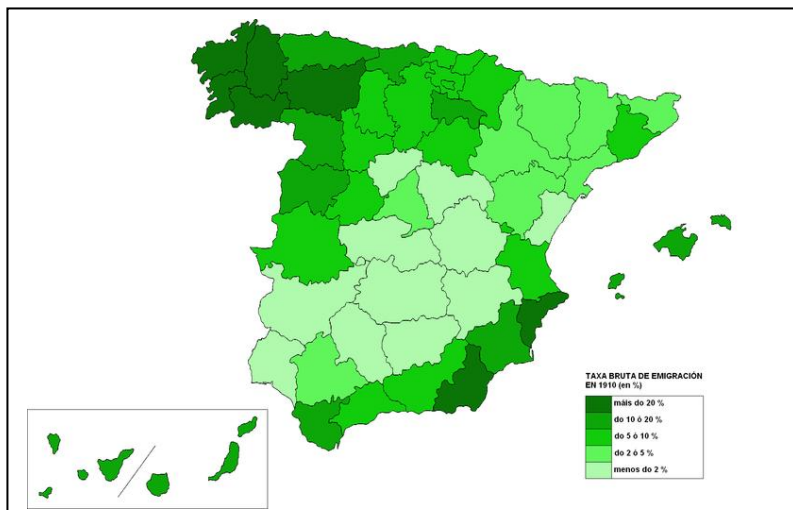 TAXA BRUTA DE EMIGRACIÓN
EN 1910 (en %)
máis do 20 %
do 10 ó 20 %
do 5 ó 10 %
do 2 ó 5 %
menos do 2 %